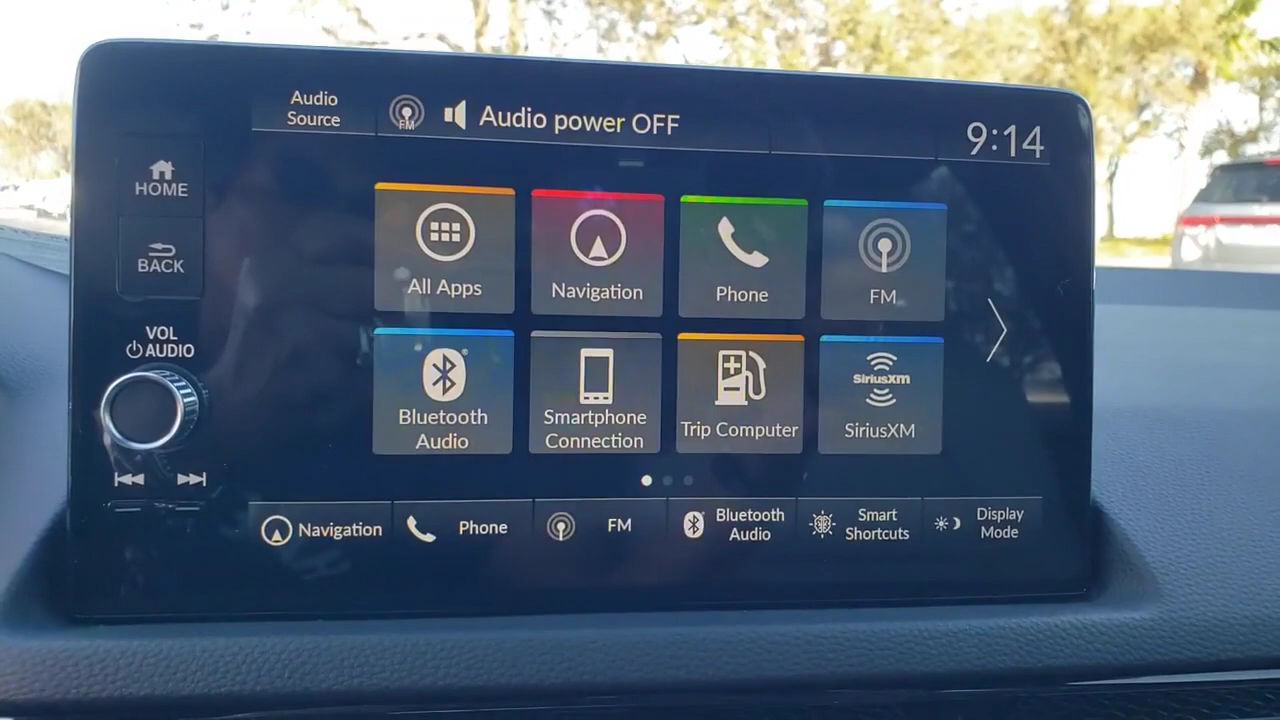 Audio
Source
FM
Audio power OFF
9:14
HOME
BACK
VOL
AUDIO
All Apps
Navigation
Phone
FM
Bluetooth
Audio
Smartphone
Connection
Trip Computer
SiriusXM
SiriusXM
Navigation
Phone
FM
Bluetooth
Audio
Smart
Shortcuts
Display
Mode